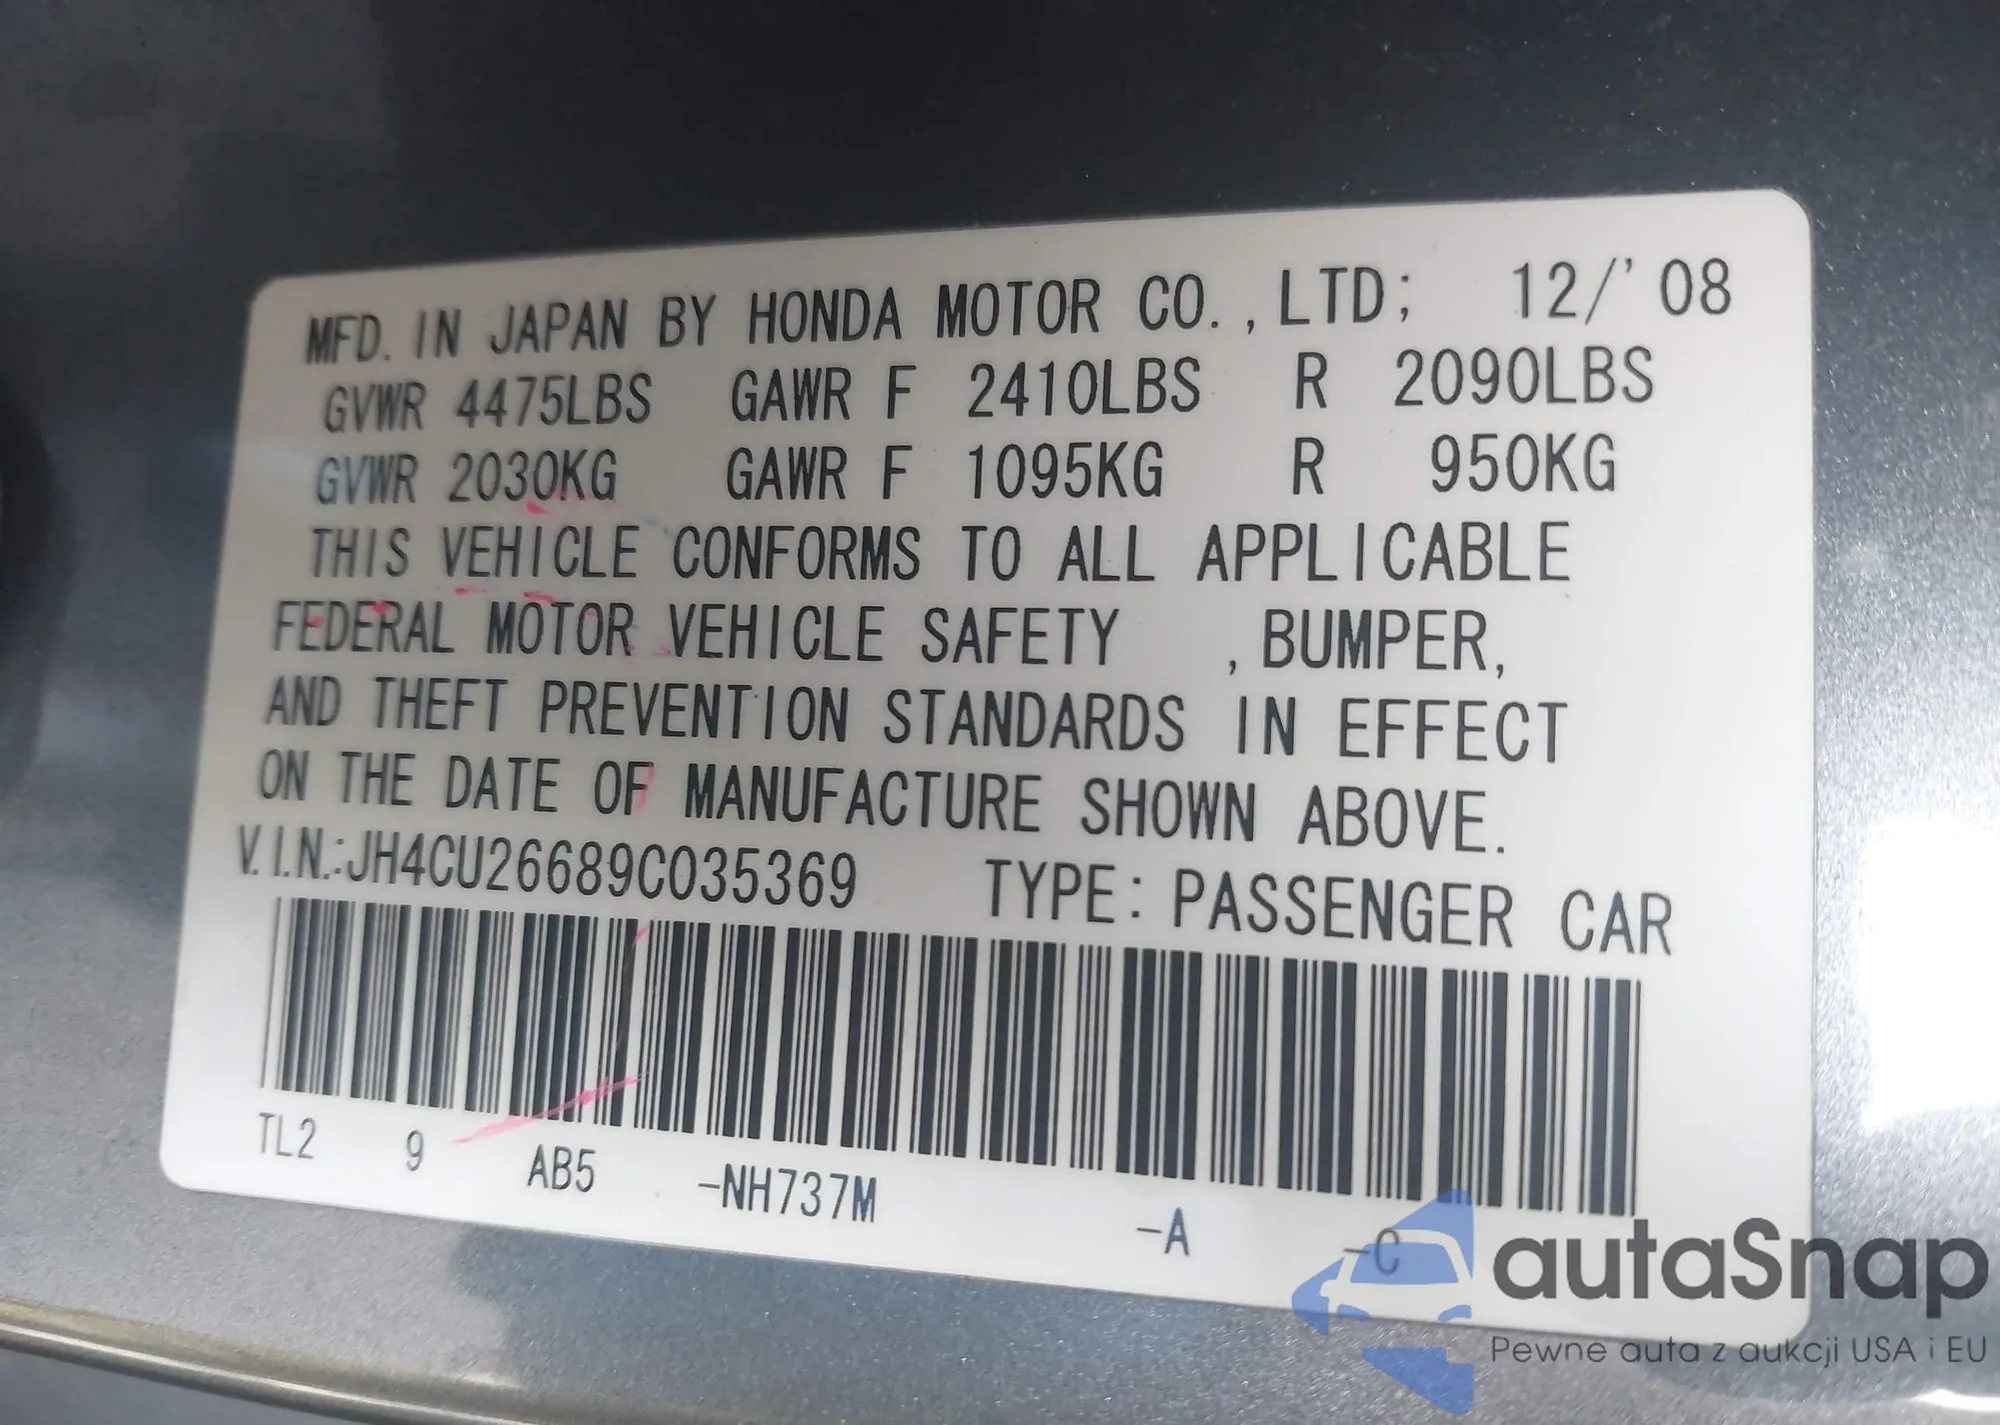 MFD. IN JAPAN BY HONDA MOTOR CO., LTD; 12/'08
GVWR 4475LBS GAWR F 2410LBS R 2090LBS
GVWR 2030KG GAWR F 1095KG R 950KG
THIS VEHICLE CONFORMS TO ALL APPLICABLE
FEDERAL MOTOR VEHICLE SAFETY , BUMPER,
AND THEFT PREVENTION STANDARDS IN EFFECT
ON THE DATE OF MANUFACTURE SHOWN ABOVE.
V.I.N.:JH4CU26689C035369 TYPE: PASSENGER CAR
TL2 9 AB5 -NH737M -A -C
autaSnap
Pewne auta z aukcji USA i EU